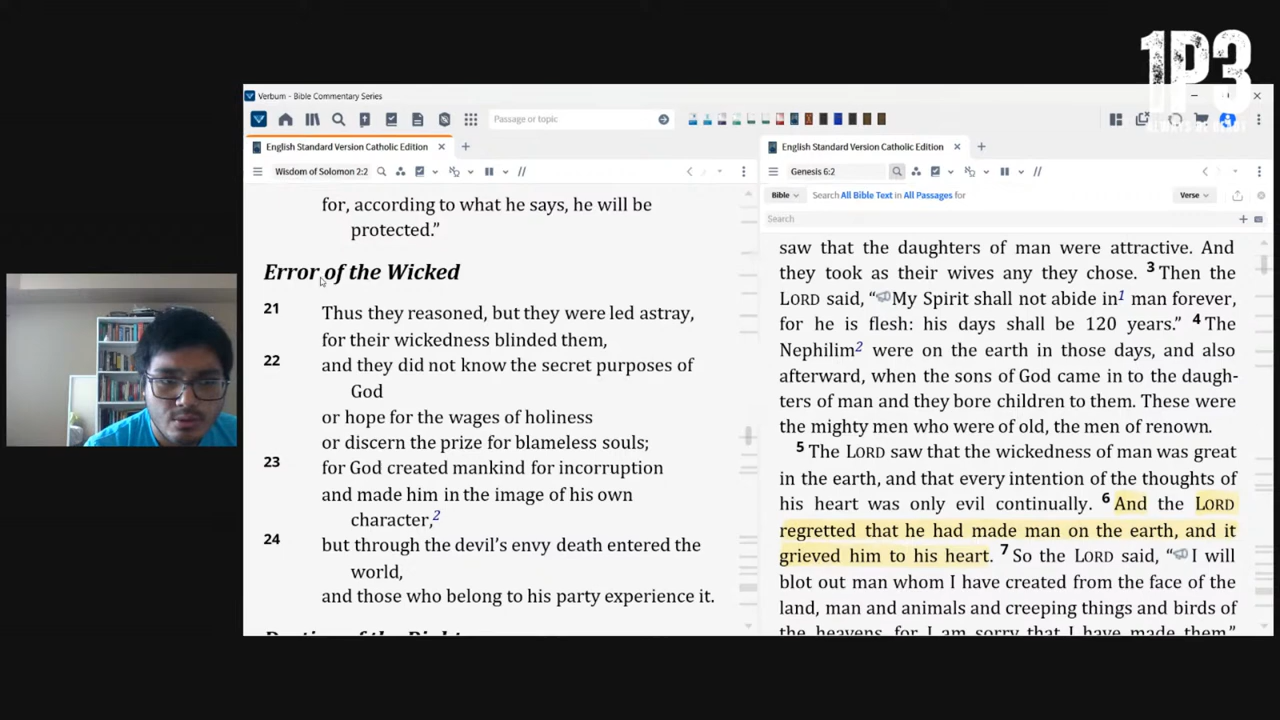 1P3
ALWAYS BE READY
Verbum - Bible Commentary Series
Passage or topic
English Standard Version Catholic Edition
Wisdom of Solomon 2:2
for, according to what he says, he will be
protected.”
Error of the Wicked
21 Thus they reasoned, but they were led astray,
for their wickedness blinded them,
22 and they did not know the secret purposes of
God
or hope for the wages of holiness
or discern the prize for blameless souls;
23 for God created mankind for incorruption
and made him in the image of his own
character,2
24 but through the devil’s envy death entered the
world,
and those who belong to his party experience it.
English Standard Version Catholic Edition
Genesis 6:2
Bible Search All Bible Text in All Passages for Verse
Search
saw that the daughters of man were attractive. And
they took as their wives any they chose. 3 Then the
LORD said, “My Spirit shall not abide in1 man forever,
for he is flesh: his days shall be 120 years.” 4 The
Nephilim2 were on the earth in those days, and also
afterward, when the sons of God came in to the daugh-
ters of man and they bore children to them. These were
the mighty men who were of old, the men of renown.
5 The LORD saw that the wickedness of man was great
in the earth, and that every intention of the thoughts of
his heart was only evil continually. 6 And the LORD
regretted that he had made man on the earth, and it
grieved him to his heart. 7 So the LORD said, “I will
blot out man whom I have created from the face of the
land, man and animals and creeping things and birds of
the heavens, for I am sorry that I have made them.”